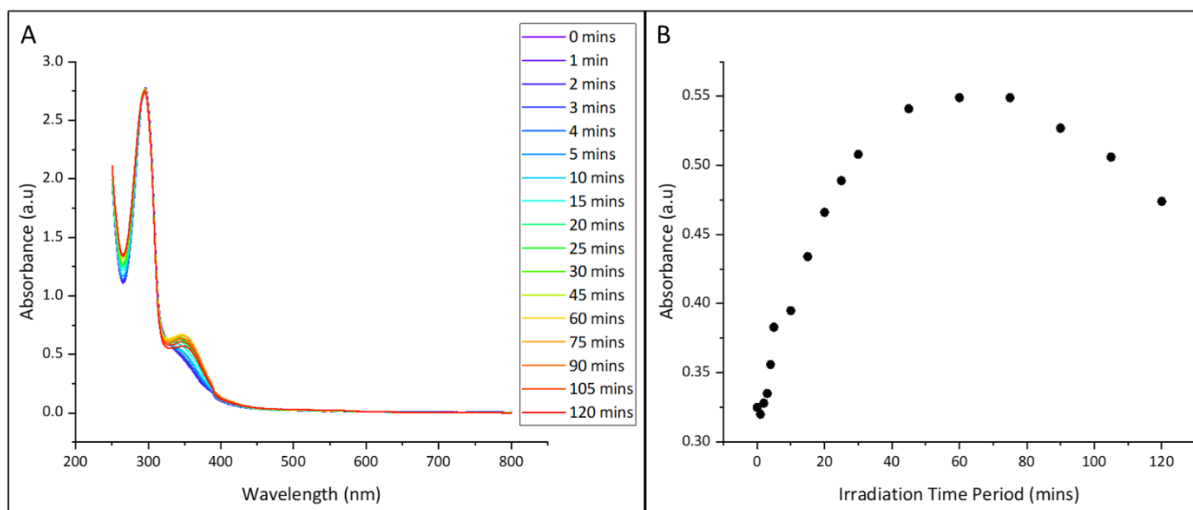 A
Absorbance (a.u)
3.0
2.5
2.0
1.5
1.0
0.5
0.0
200 300 400 500 600 700 800
Wavelength (nm)
0 mins
1 min
2 mins
3 mins
4 mins
5 mins
10 mins
15 mins
20 mins
25 mins
30 mins
45 mins
60 mins
75 mins
90 mins
105 mins
120 mins
B
Absorbance (a.u)
0.55
0.50
0.45
0.40
0.35
0.30
0 20 40 60 80 100 120
Irradiation Time Period (mins)